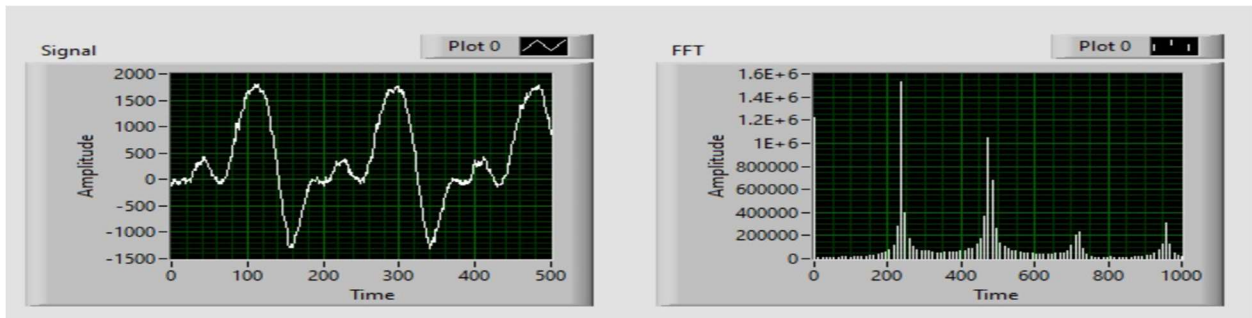 Signal
Plot 0
Amplitude
2000
1500
1000
500
0
-500
-1000
-1500
0 100 200 300 400 500
Time
FFT
Plot 0
Amplitude
1.6E+6
1.4E+6
1.2E+6
1E+6
800000
600000
400000
200000
0
0 200 400 600 800 1000
Time